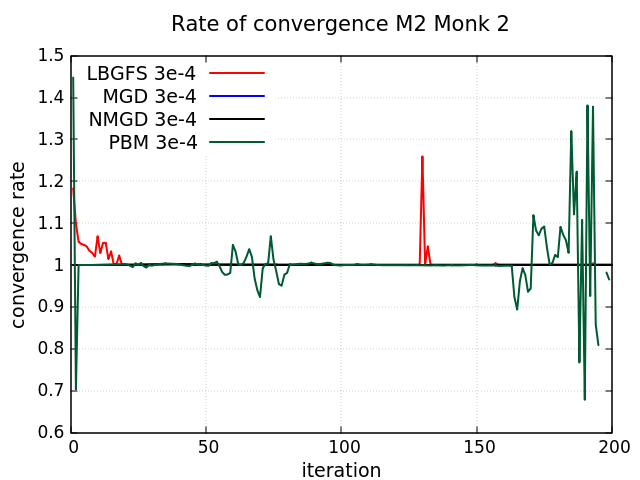 Rate of convergence M2 Monk 2
LBGFS 3e-4
MGD 3e-4
NMGD 3e-4
PBM 3e-4
convergence rate
1.5
1.4
1.3
1.2
1.1
1
0.9
0.8
0.7
0.6
0 50 100 150 200
iteration